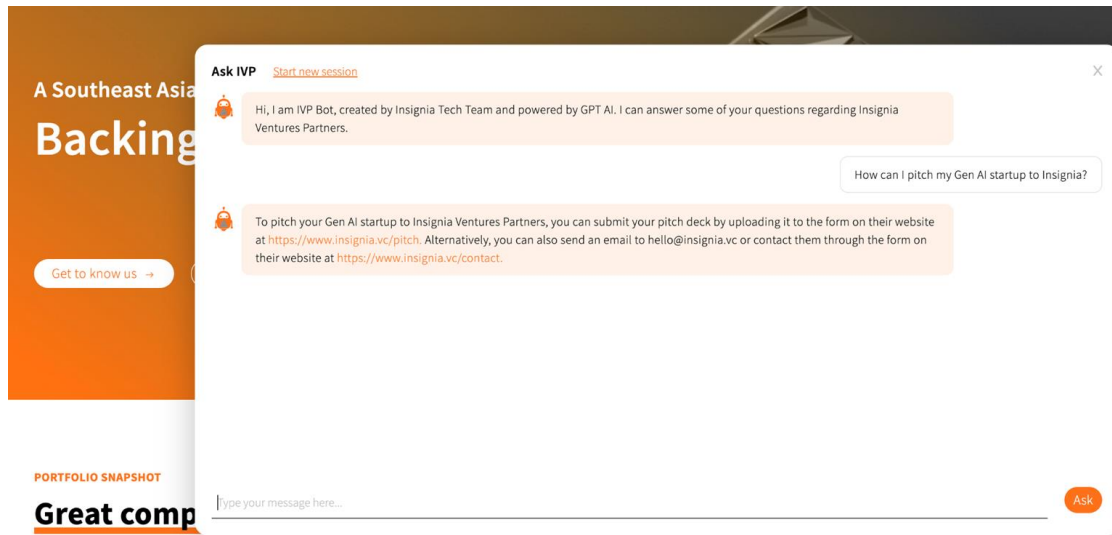 A Southeast Asia
Backing
Get to know us →
PORTFOLIO SNAPSHOT
Great comp
Ask IVP Start new session X
Hi, I am IVP Bot, created by Insignia Tech Team and powered by GPT AI. I can answer some of your questions regarding Insignia
Ventures Partners.
How can I pitch my Gen AI startup to Insignia?
To pitch your Gen AI startup to Insignia Ventures Partners, you can submit your pitch deck by uploading it to the form on their website
at https://www.insignia.vc/pitch. Alternatively, you can also send an email to hello@insignia.vc or contact them through the form on
their website at https://www.insignia.vc/contact.
Type your message here... Ask